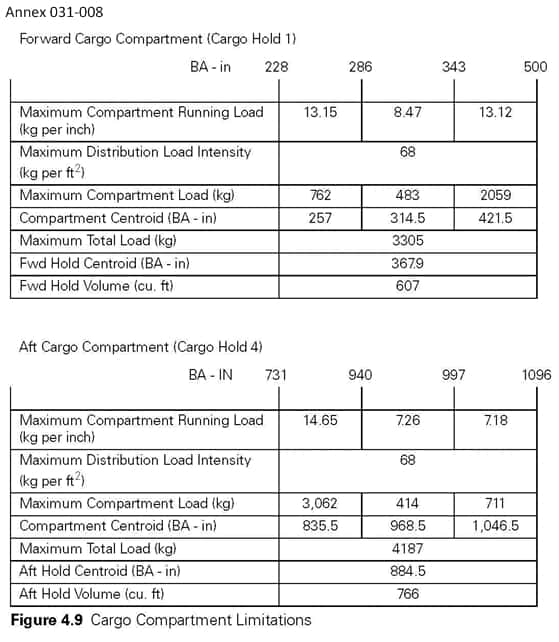 Annex 031-008
Forward Cargo Compartment (Cargo Hold 1)
BA - in 228 286 343 500
Maximum Compartment Running Load (kg per inch) 13.15 8.47 13.12
Maximum Distribution Load Intensity (kg per ft²) 68
Maximum Compartment Load (kg) 762 483 2059
Compartment Centroid (BA - in) 257 314.5 421.5
Maximum Total Load (kg) 3305
Fwd Hold Centroid (BA - in) 367.9
Fwd Hold Volume (cu. ft) 607
Aft Cargo Compartment (Cargo Hold 4)
BA - IN 731 940 997 1096
Maximum Compartment Running Load (kg per inch) 14.65 7.26 7.18
Maximum Distribution Load Intensity (kg per ft²) 68
Maximum Compartment Load (kg) 3,062 414 711
Compartment Centroid (BA - in) 835.5 968.5 1,046.5
Maximum Total Load (kg) 4187
Aft Hold Centroid (BA - in) 884.5
Aft Hold Volume (cu. ft) 766
Figure 4.9 Cargo Compartment Limitations